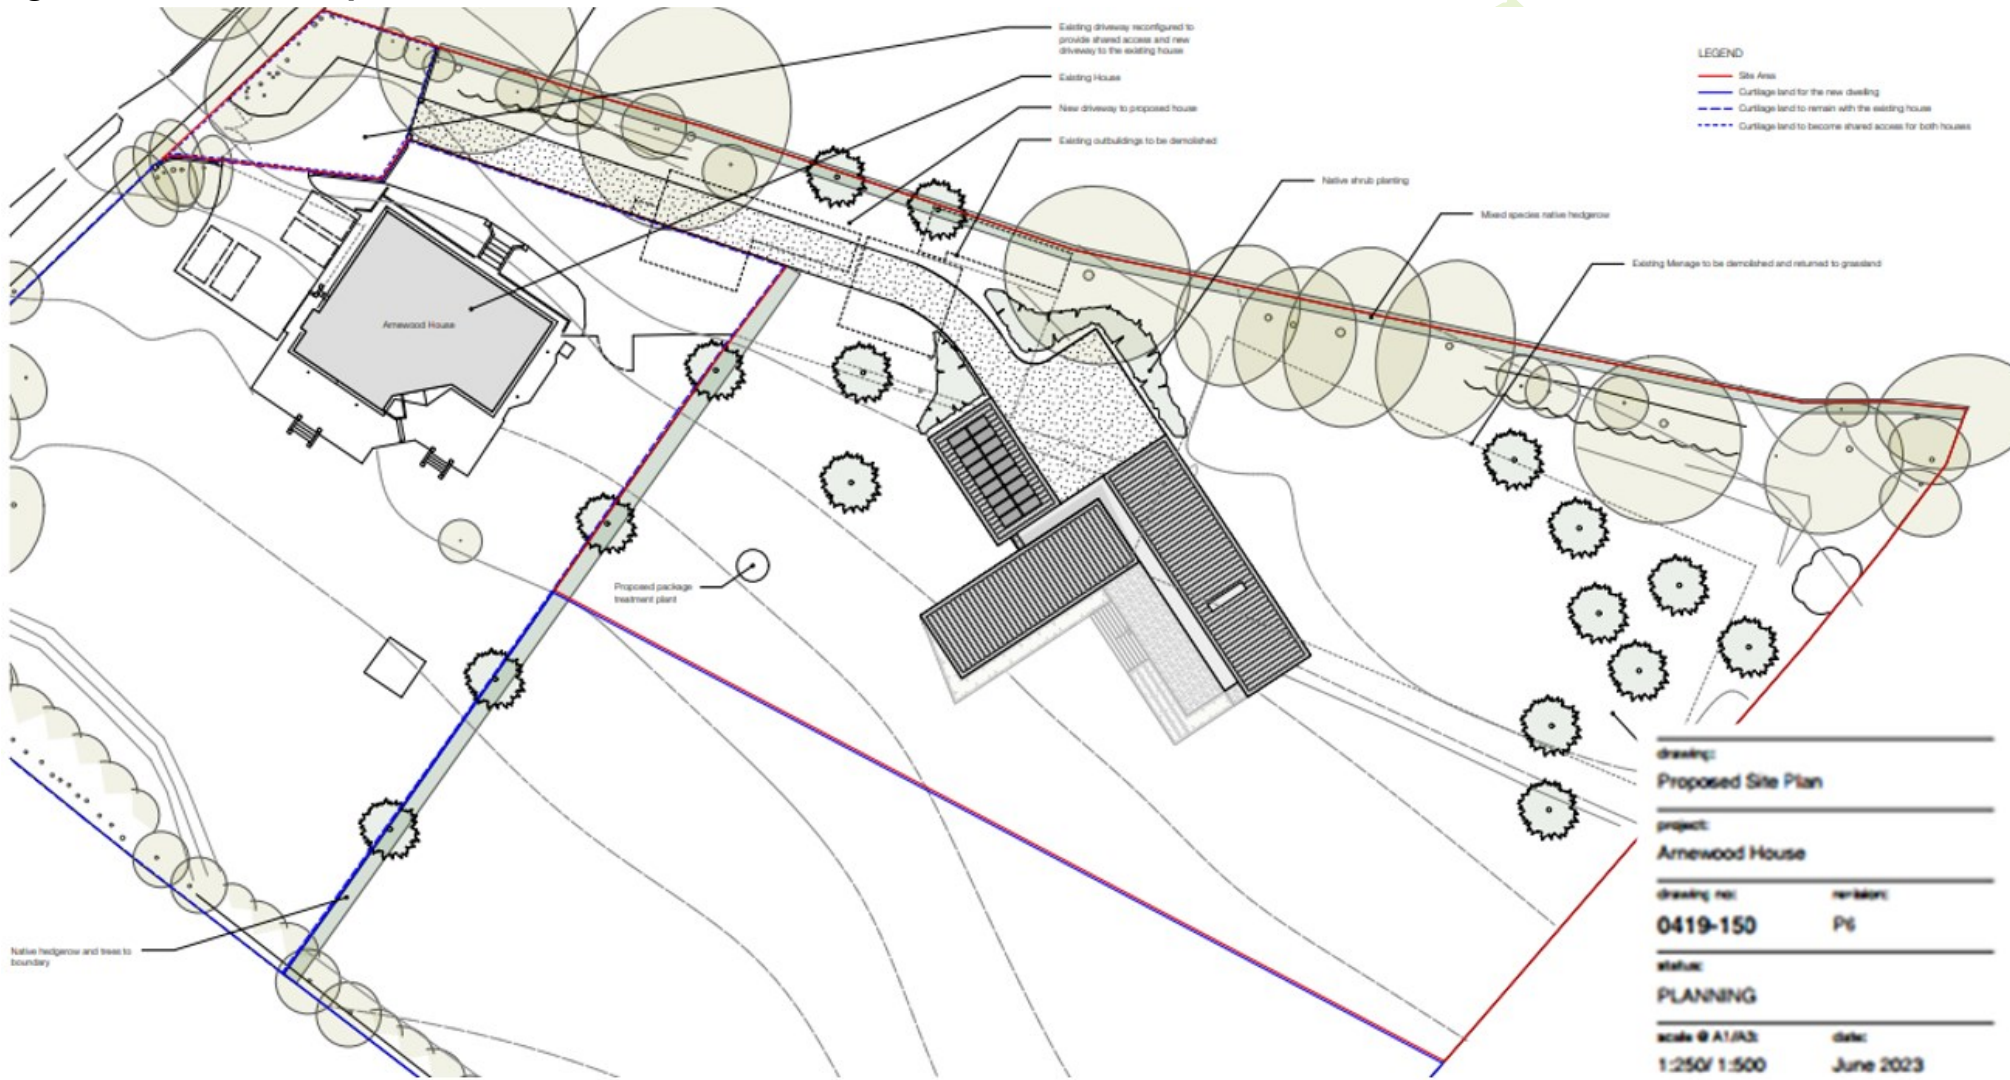 Existing driveway reconfigured to
provide shared access and new
driveway to the existing house
Existing House
New driveway to proposed house
Existing outbuildings to be demolished
Native shrub planting
Mixed species native hedgerow
Existing Menage to be demolished and returned to grassland
LEGEND
Site Area
Curtilage land for the new dwelling
Curtilage land to remain with the existing house
Curtilage land to become shared access for both houses
Arnewood House
Proposed package
treatment plant
Native hedgerow and trees to
boundary
drawing:
Proposed Site Plan
project:
Arnewood House
drawing no: revision:
0419-150 P6
status:
PLANNING
scale @ A1/A3: date:
1:250/ 1:500 June 2023